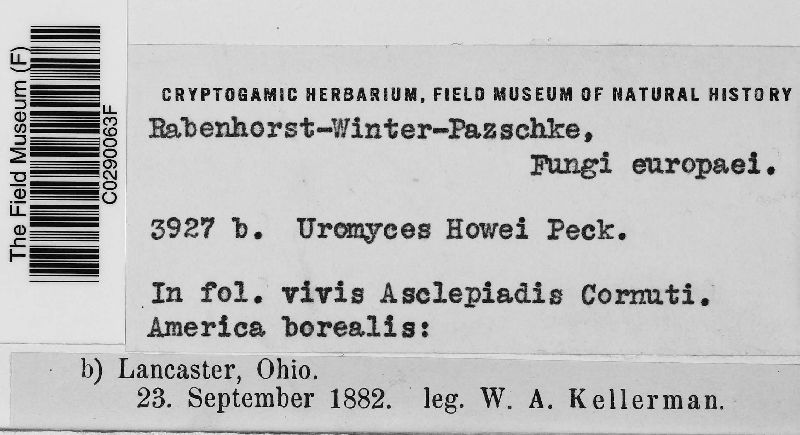 The Field Museum (F)
C0290063F
CRYPTOGAMIC HERBARIUM, FIELD MUSEUM OF NATURAL HISTORY
Rabenhorst-Winter-Pazschke,
Fungi europaei.
3927 b. Uromyces Howei Peck.
In fol. vivis Asclepiadis Cornuti.
America borealis:
b) Lancaster, Ohio.
23. September 1882. leg. W. A. Kellerman.